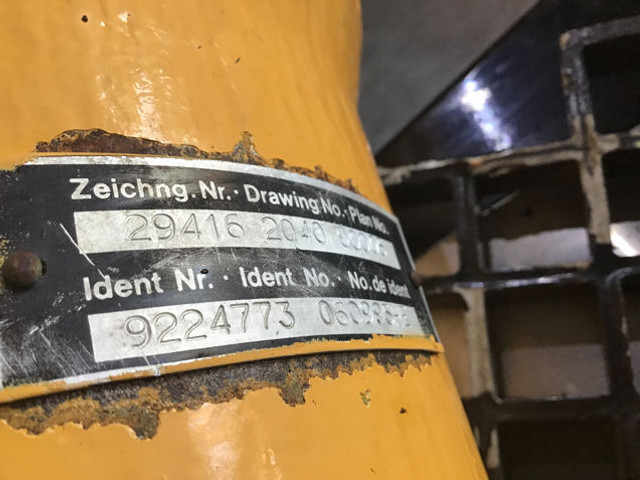 Zeichng. Nr. · Drawing No. · Plan No.
29416 2040
Ident Nr. · Ident No. · No. de ident
9224773